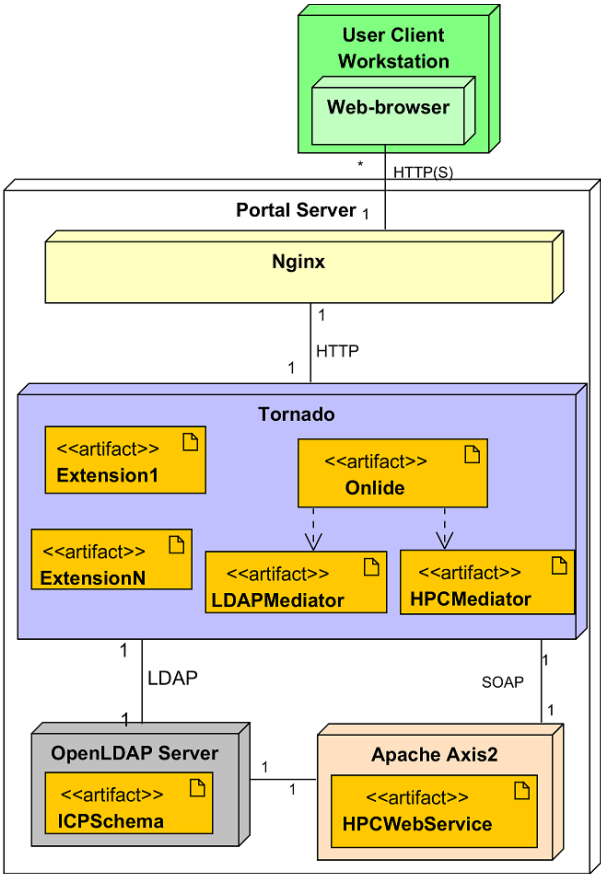 User Client
Workstation
Web-browser
*
HTTP(S)
Portal Server
1
Nginx
1
HTTP
1
Tornado
<<artifact>>
Extension1
<<artifact>>
Onlide
<<artifact>>
ExtensionN
<<artifact>>
LDAPMediator
<<artifact>>
HPCMediator
1
LDAP
1
1
SOAP
1
OpenLDAP Server
<<artifact>>
ICPSchema
1
1
Apache Axis2
<<artifact>>
HPCWebService